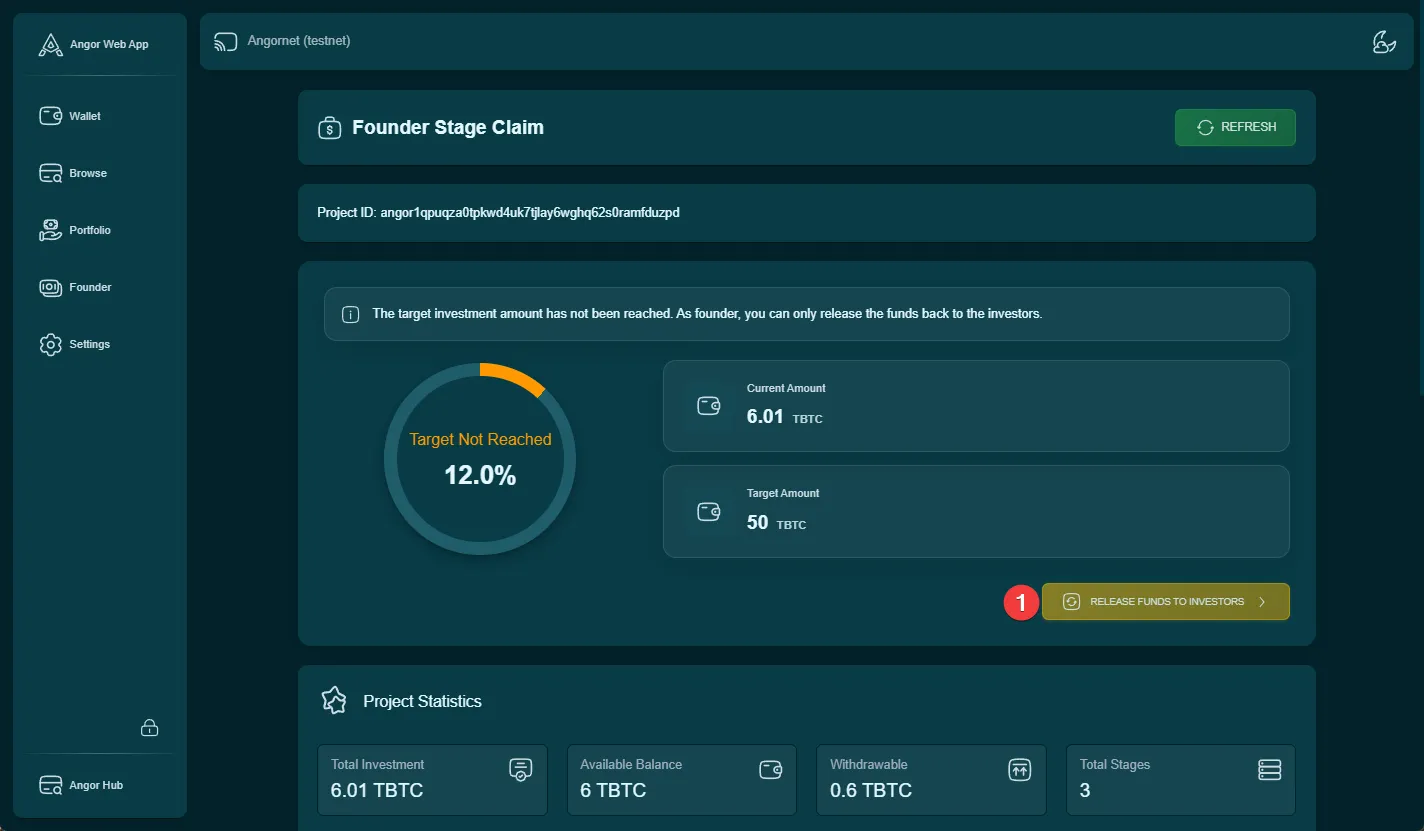 Angor Web App
Wallet
Browse
Portfolio
Founder
Settings
Angor Hub
Angornet (testnet)
Founder Stage Claim
REFRESH
Project ID: angor1qpuqza0tpkwd4uk7tjlay6wghq62s0ramfduzpd
The target investment amount has not been reached. As founder, you can only release the funds back to the investors.
Target Not Reached
12.0%
Current Amount
6.01 TBTC
Target Amount
50 TBTC
1
RELEASE FUNDS TO INVESTORS
Project Statistics
Total Investment
6.01 TBTC
Available Balance
6 TBTC
Withdrawable
0.6 TBTC
Total Stages
3